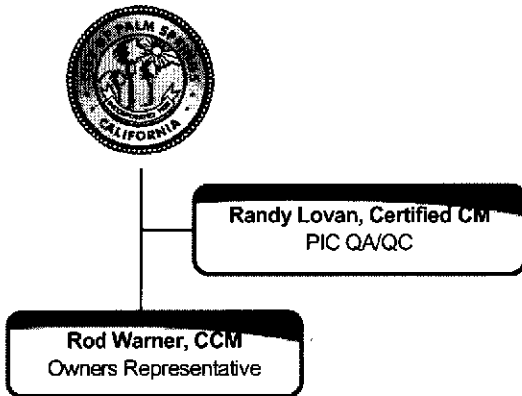 CITY OF PALM SPRINGS
CALIFORNIA
Randy Lovan, Certified CM
PIC QA/QC
Rod Warner, CCM
Owners Representative